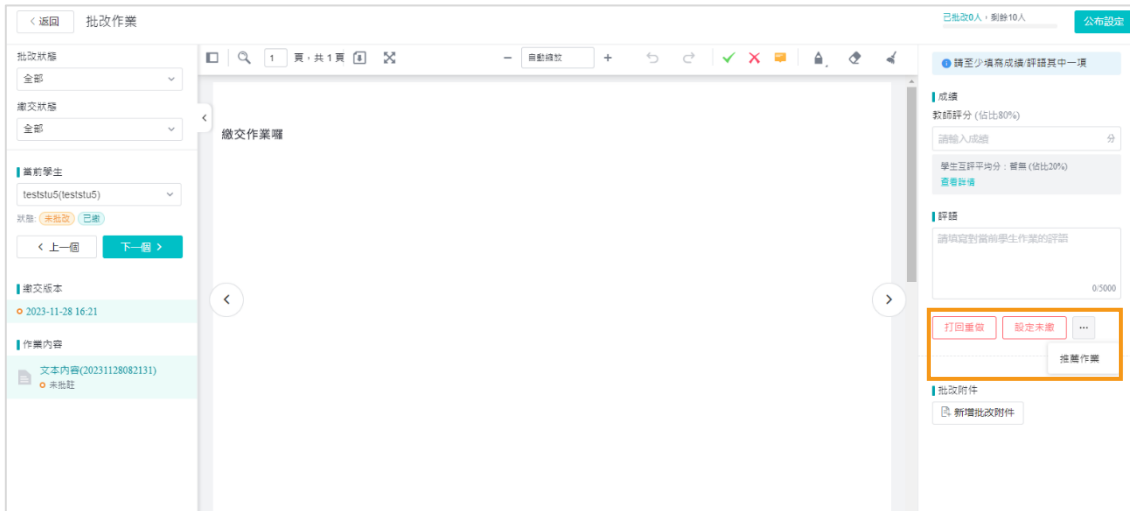 返回
批改作業
已批改0人，剩餘10人
公布設定
批改狀態
全部
繳交狀態
全部
當前學生
teststu5(teststu5)
狀態: 未批改 已繳
上一個
下一個
繳交版本
2023-11-28 16:21
作業內容
文本內容(20231128082131)
未批註
1 頁，共1頁
自動縮放
繳交作業囉
請至少填寫成績/評語其中一項
成績
教師評分 (佔比80%)
請輸入成績 分
學生互評平均分：暫無 (佔比20%)
查看詳情
評語
請填寫對當前學生作業的評語
0/5000
打回重做
設定未繳
...
推薦作業
批改附件
新增批改附件